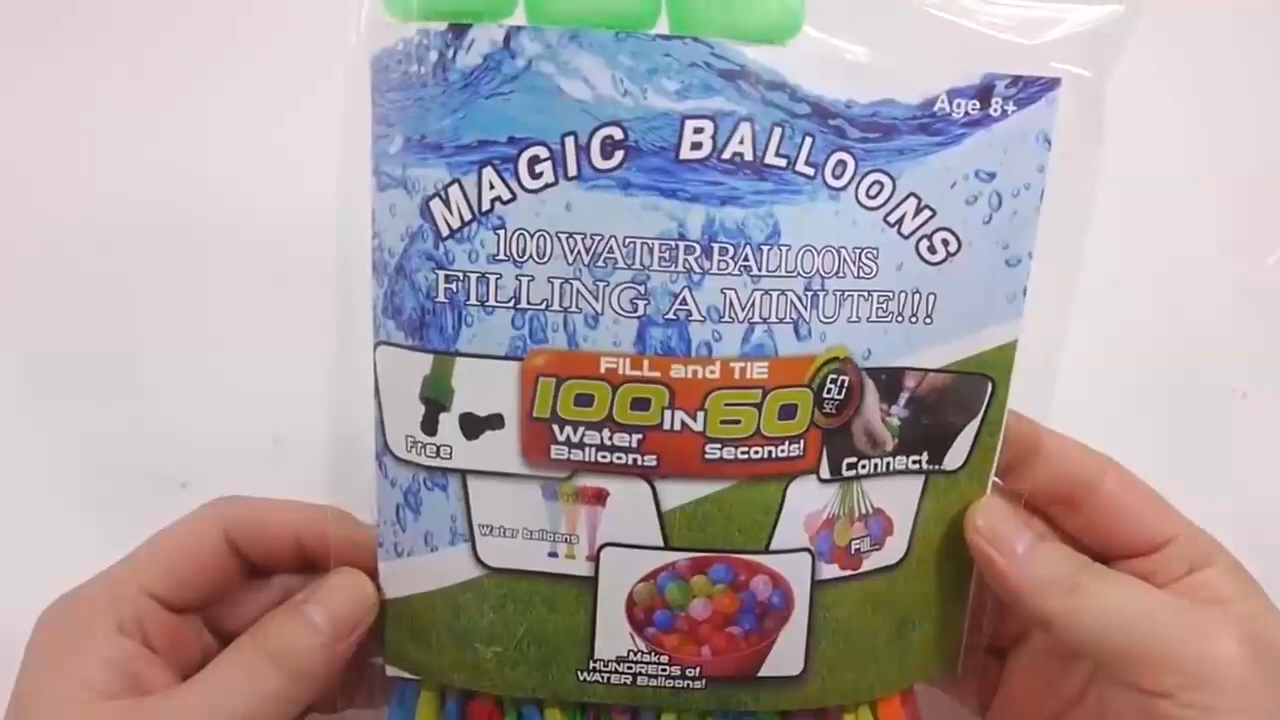 Age 8+
MAGIC BALLOONS
100 WATER BALLOONS
FILLING A MINUTE!!!
FILL and TIE
100 IN 60
Water Balloons
Seconds!
60 SEC
Free
Connect...
Water balloons
Fill...
...Make
HUNDREDS of
WATER Balloons!